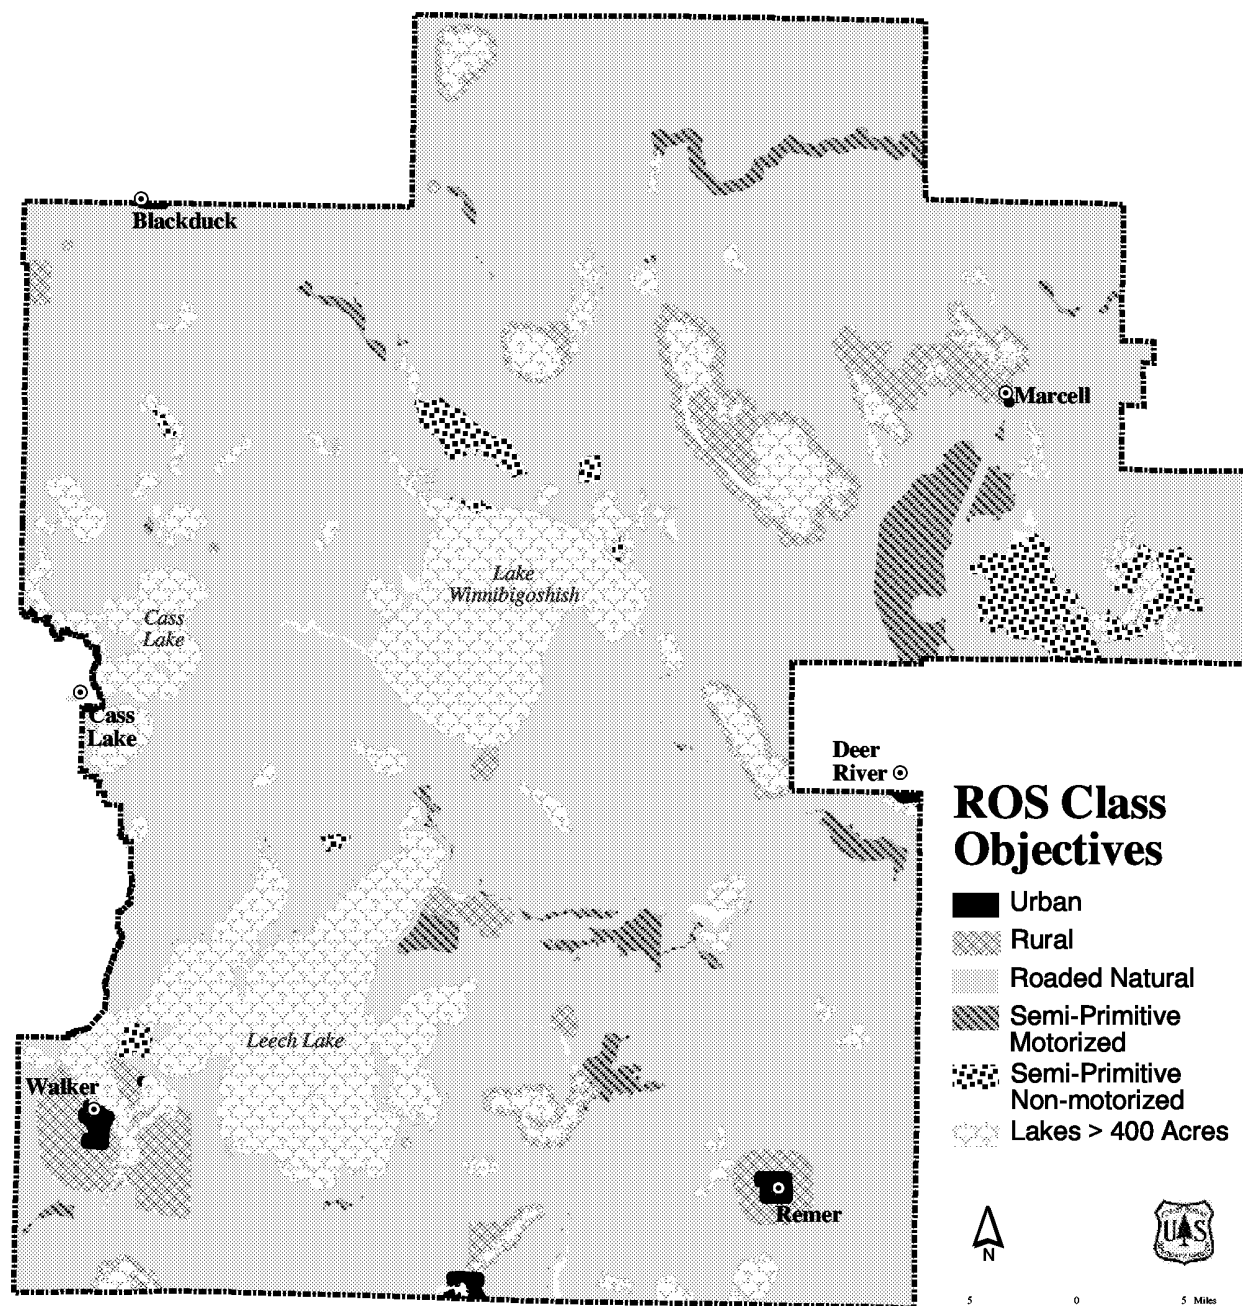 Blackduck
Marcell
Lake
Winnibigoshish
Cass
Lake
Cass
Lake
Deer
River
ROS Class
Objectives
Urban
Rural
Roaded Natural
Semi-Primitive
Motorized
Semi-Primitive
Non-motorized
Lakes > 400 Acres
Leech Lake
Walker
Remer
N
U S
5 0 5 Miles